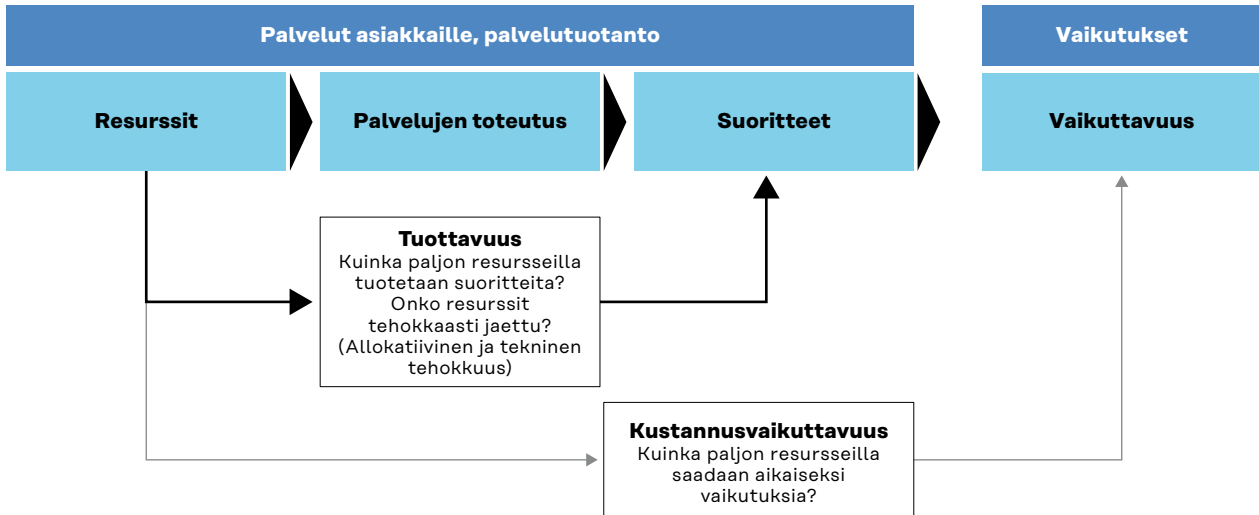 Palvelut asiakkaille, palvelutuotanto
Vaikutukset
Resurssit
Palvelujen toteutus
Suoritteet
Vaikuttavuus
Tuottavuus
Kuinka paljon resursseilla
tuotetaan suoritteita?
Onko resurssit
tehokkaasti jaettu?
(Allokatiivinen ja tekninen
tehokkuus)
Kustannusvaikuttavuus
Kuinka paljon resursseilla
saadaan aikaiseksi
vaikutuksia?